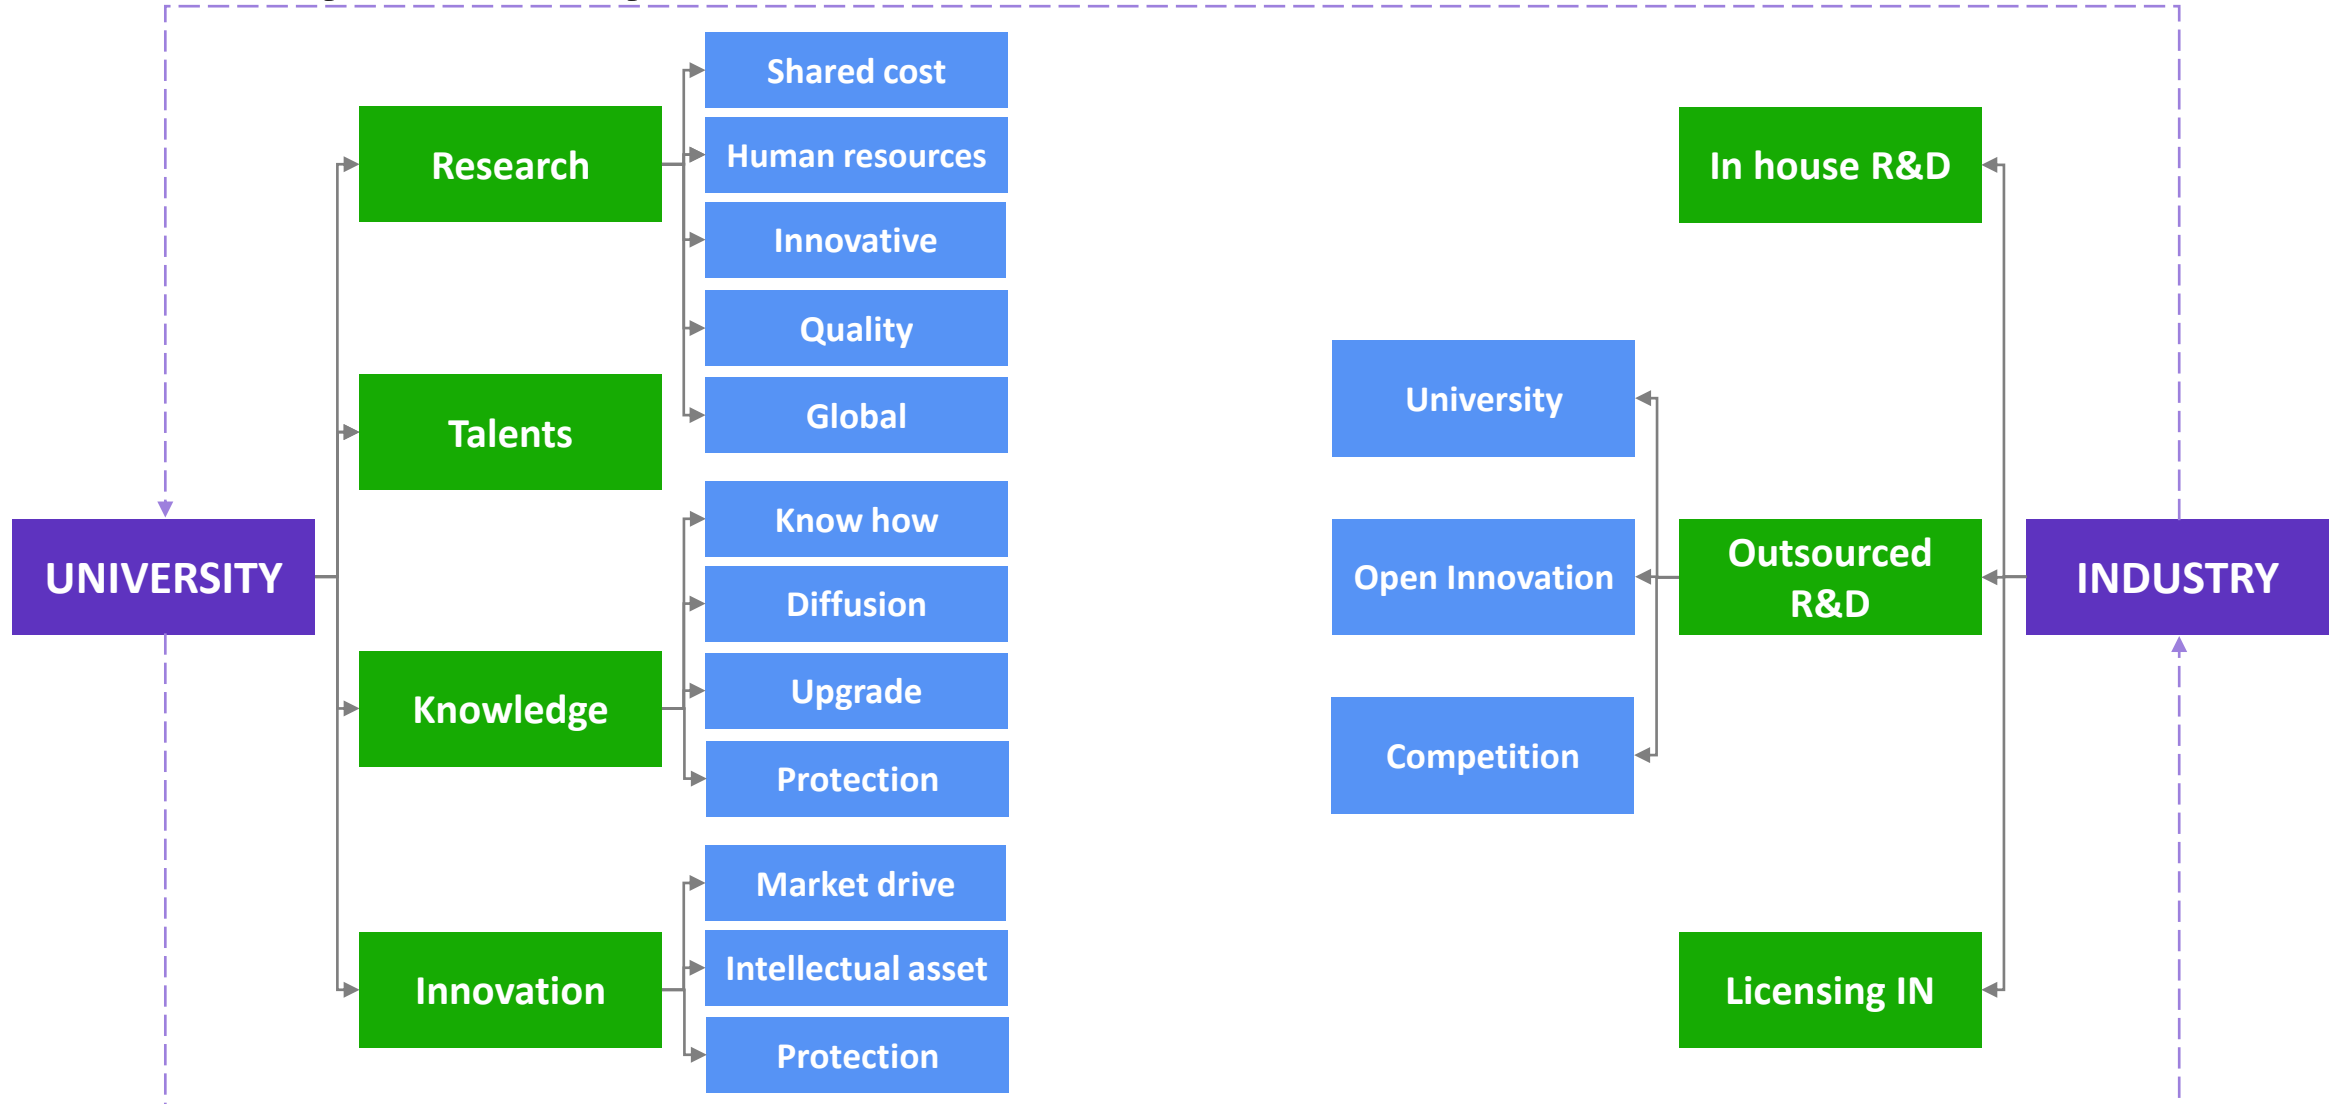 Shared cost
Research
Human resources
Innovative
Quality
Talents
Global
UNIVERSITY
Know how
Diffusion
Knowledge
Upgrade
Protection
Market drive
Innovation
Intellectual asset
Protection
In house R&D
University
Open Innovation
Outsourced
R&D
INDUSTRY
Competition
Licensing IN